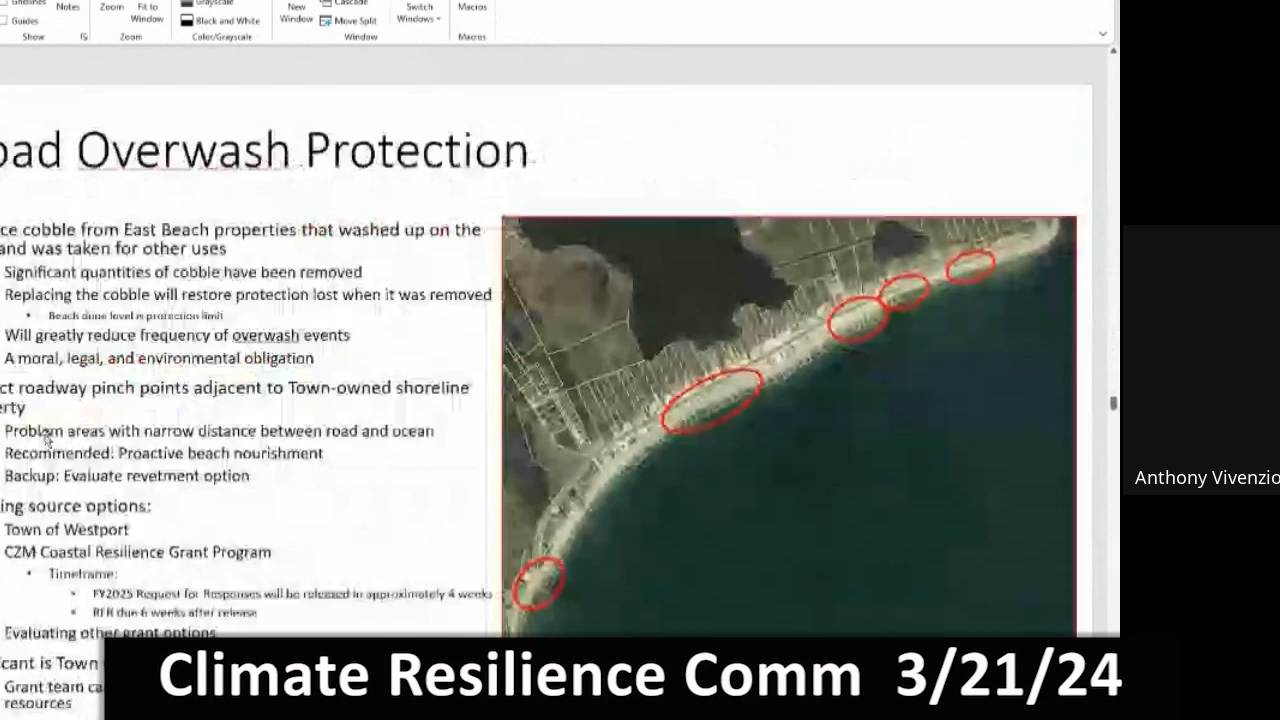 Gridlines
Guides
Show
Notes
Zoom
Fit to
Window
Zoom
Grayscale
Black and White
Color/Grayscale
New
Window
Cascade
Move Split
Window
Switch
Windows
Macros
Macros
oad Overwash Protection
ce cobble from East Beach properties that washed up on the
and was taken for other uses
Significant quantities of cobble have been removed
Replacing the cobble will restore protection lost when it was removed
• Beach dune level is protection limit
Will greatly reduce frequency of overwash events
A moral, legal, and environmental obligation
ct roadway pinch points adjacent to Town-owned shoreline
erty
Problem areas with narrow distance between road and ocean
Recommended: Proactive beach nourishment
Backup: Evaluate revetment option
ing source options:
Town of Westport
CZM Coastal Resilience Grant Program
• Timeframe:
• FY2025 Request for Responses will be released in approximately 4 weeks
• RFR due 6 weeks after release
Evaluating other grant options
cant is Town
Grant team ca
resources
Anthony Vivenzio
Climate Resilience Comm 3/21/24